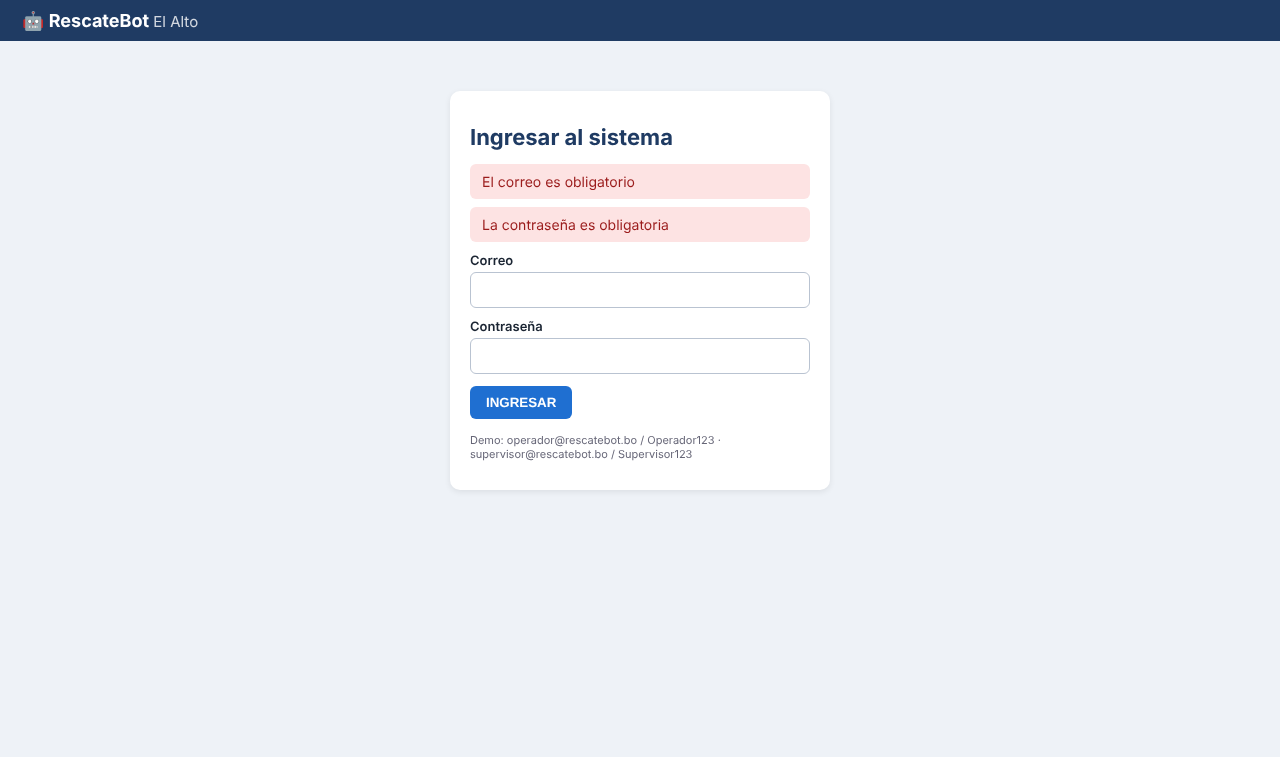 RescateBot El Alto
Ingresar al sistema
El correo es obligatorio
La contraseña es obligatoria
Correo
Contraseña
INGRESAR
Demo: operador@rescatebot.bo / Operador123 ·
supervisor@rescatebot.bo / Supervisor123